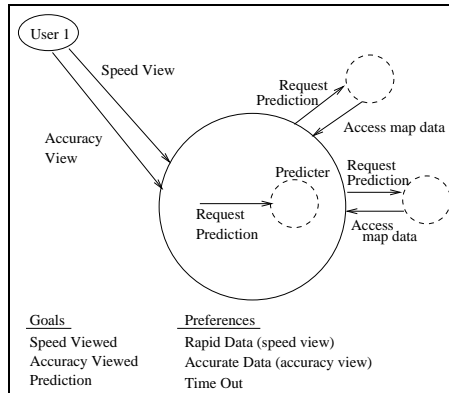 User 1
Speed View
Request
Prediction
Accuracy
View
Access map data
Predicter
Request
Prediction
Request
Prediction
Access
map data
Goals
Preferences
Speed Viewed
Rapid Data (speed view)
Accuracy Viewed
Accurate Data (accuracy view)
Prediction
Time Out